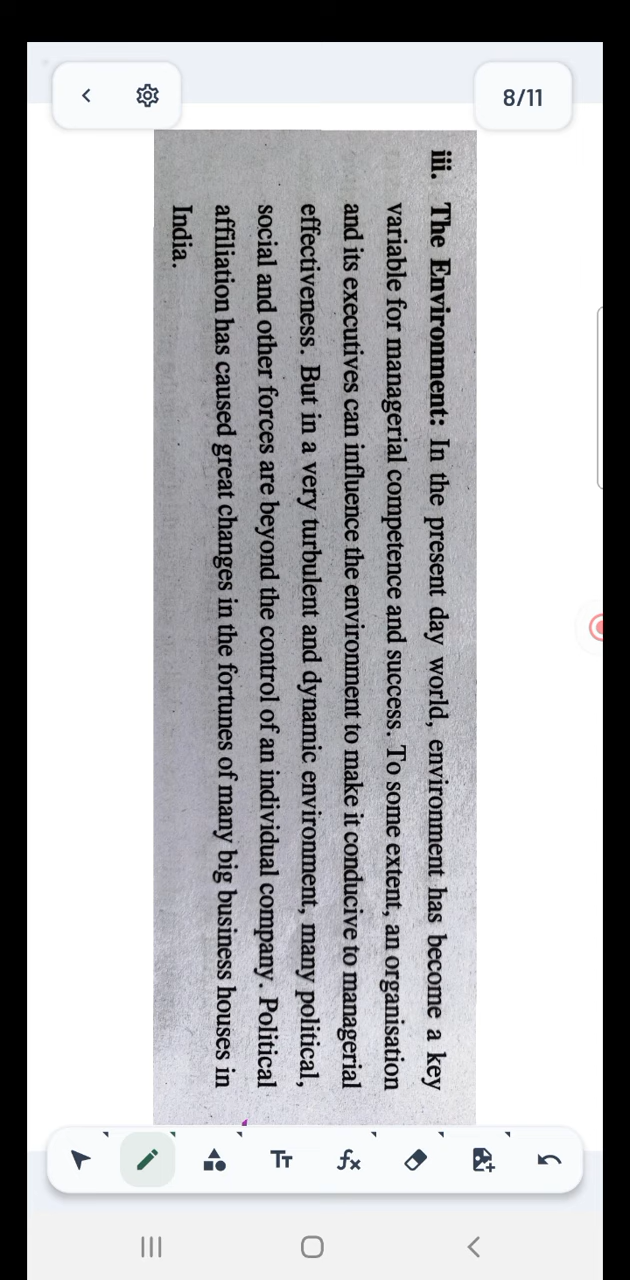 8/11
iii. The Environment: In the present day world, environment has become a key
variable for managerial competence and success. To some extent, an organisation
and its executives can influence the environment to make it conducive to managerial
effectiveness. But in a very turbulent and dynamic environment, many political,
social and other forces are beyond the control of an individual company. Political
affiliation has caused great changes in the fortunes of many big business houses in
India.
Tт
fx